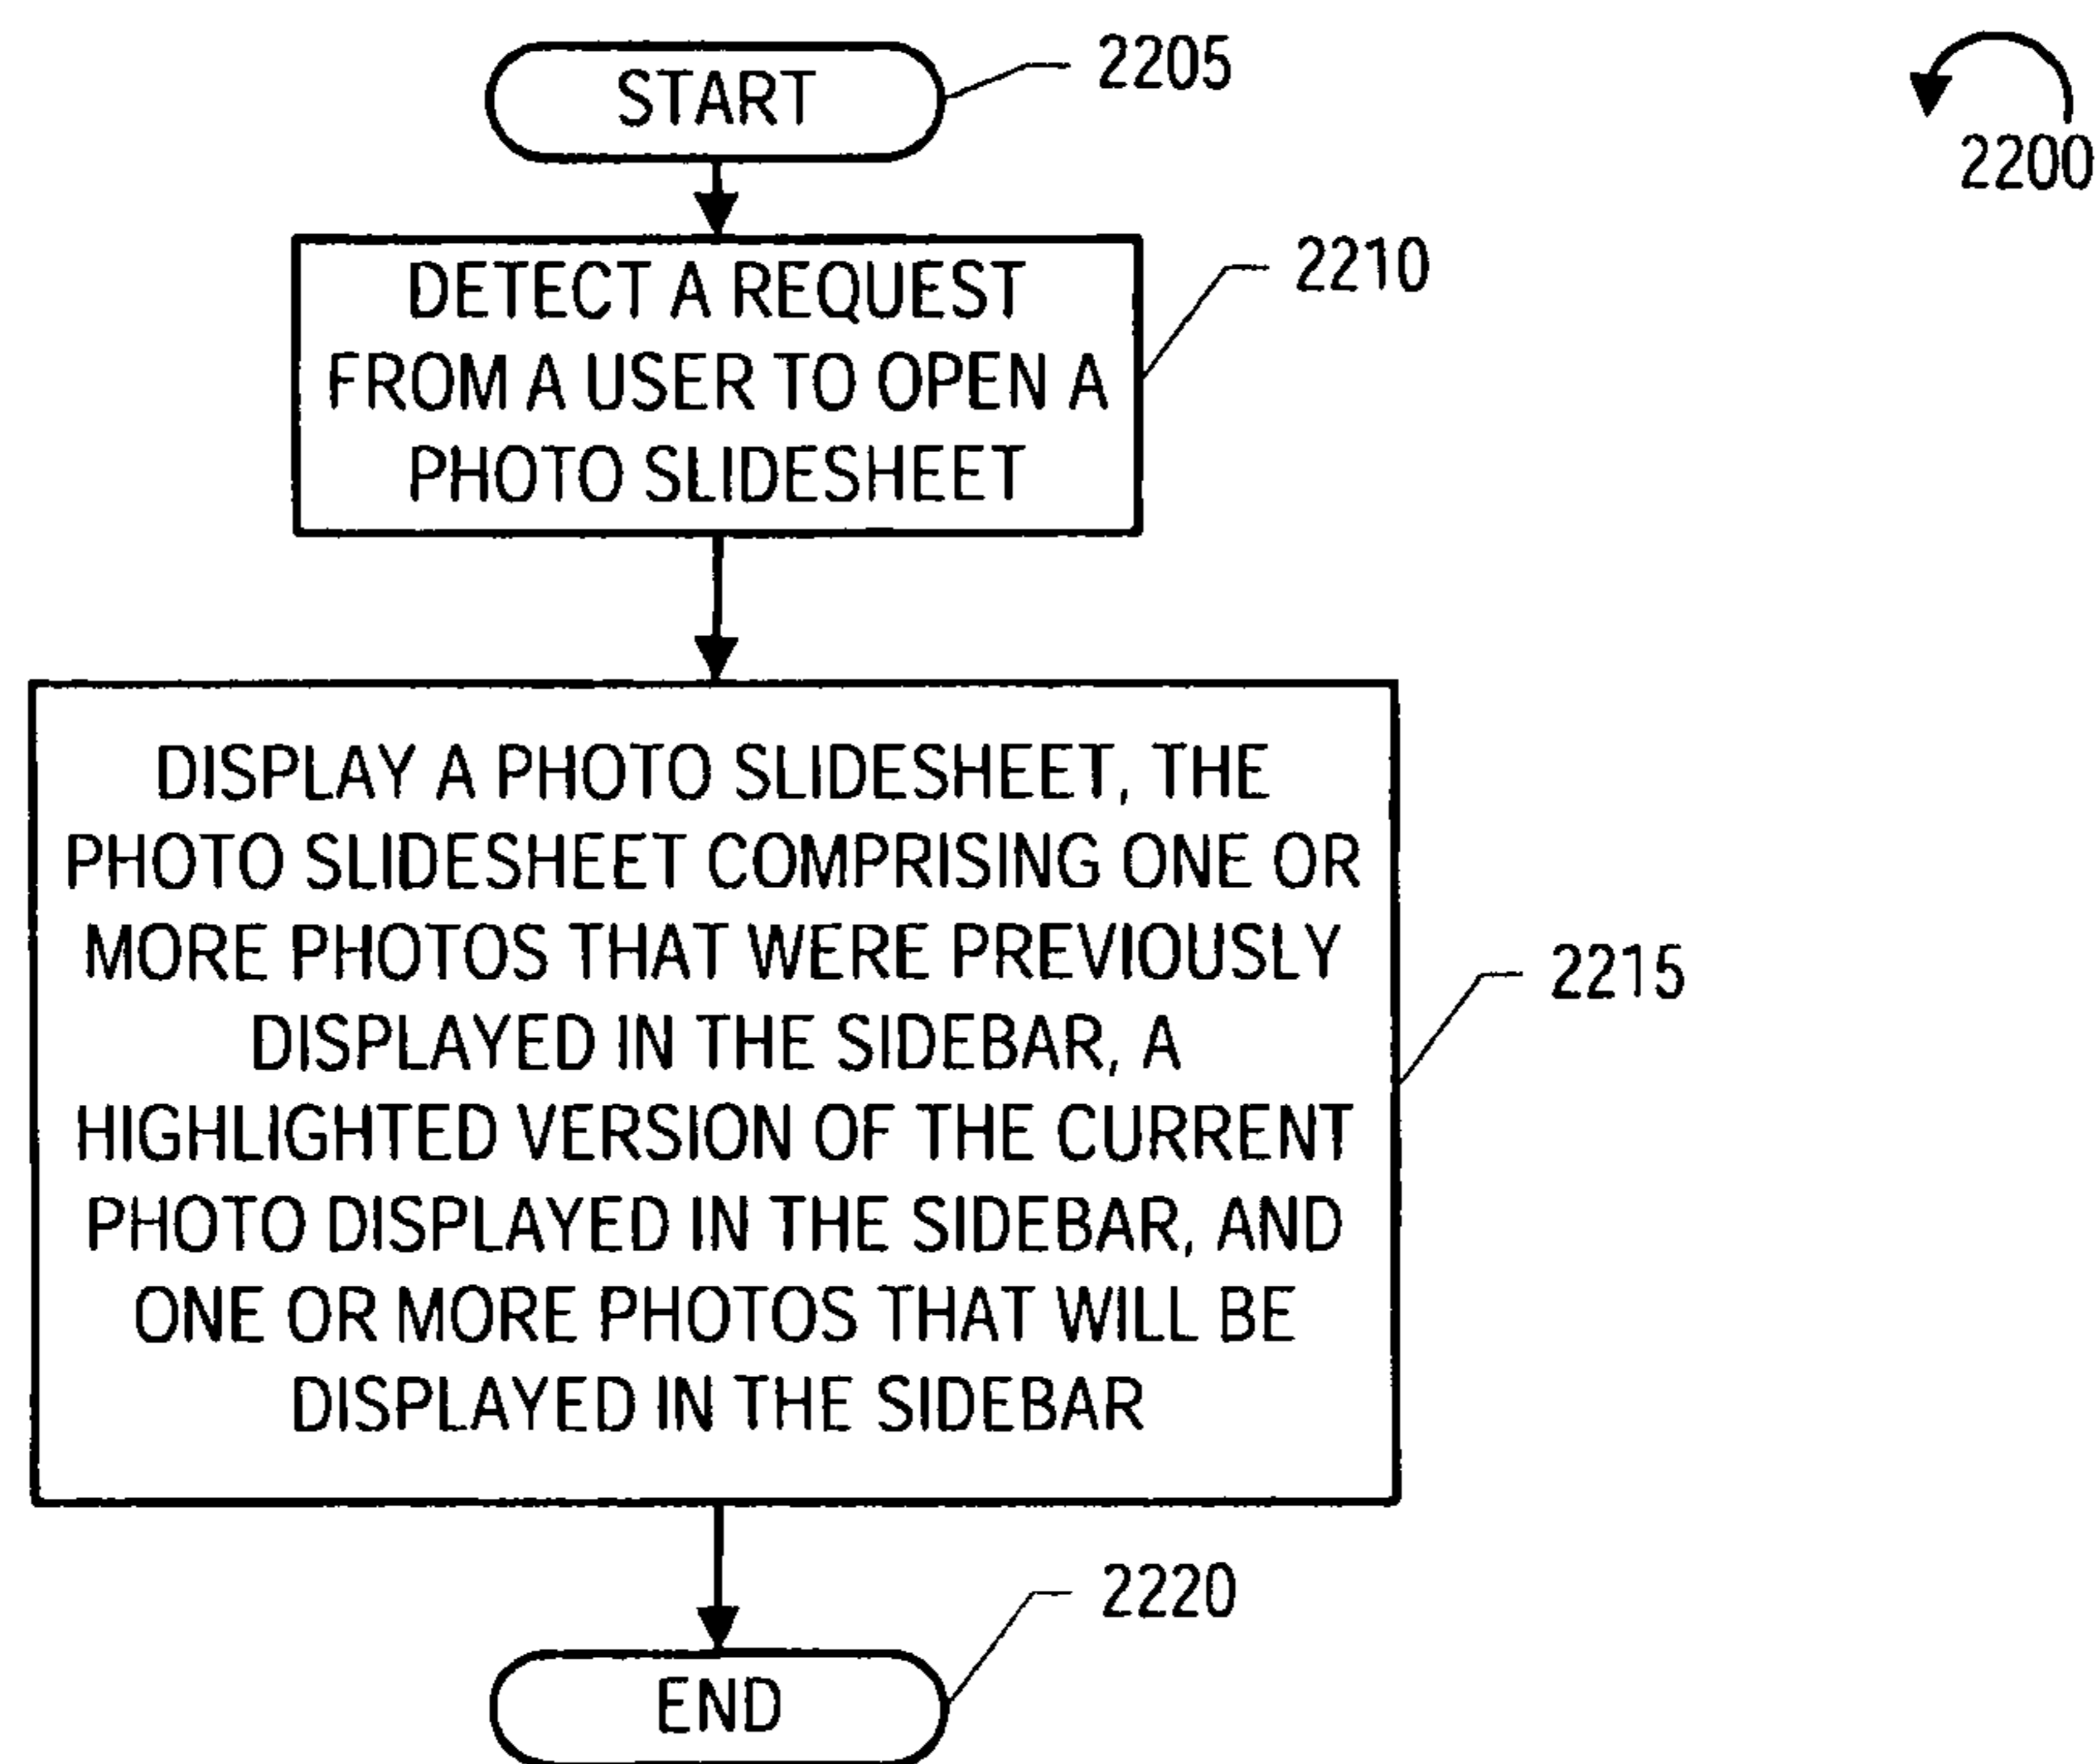 START
2205
2200
DETECT A REQUEST
FROM A USER TO OPEN A
PHOTO SLIDESHEET
2210
DISPLAY A PHOTO SLIDESHEET, THE
PHOTO SLIDESHEET COMPRISING ONE OR
MORE PHOTOS THAT WERE PREVIOUSLY
DISPLAYED IN THE SIDEBAR, A
HIGHLIGHTED VERSION OF THE CURRENT
PHOTO DISPLAYED IN THE SIDEBAR, AND
ONE OR MORE PHOTOS THAT WILL BE
DISPLAYED IN THE SIDEBAR
2215
END
2220